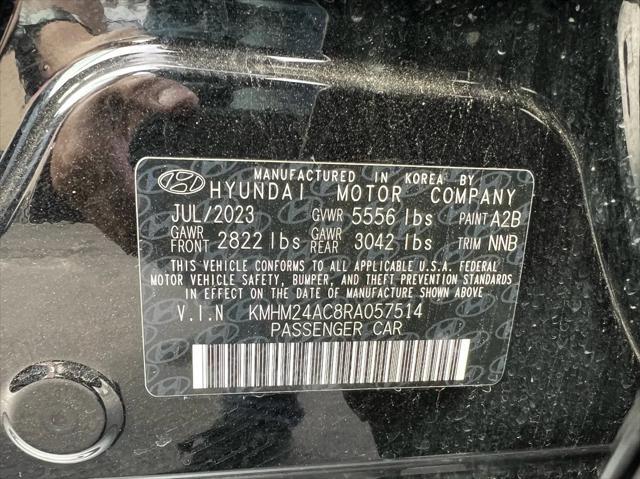 MANUFACTURED IN KOREA BY
HYUNDAI MOTOR COMPANY
JUL/2023 GVWR 5556 lbs PAINT A2B
GAWR FRONT 2822 lbs GAWR REAR 3042 lbs TRIM NNB
THIS VEHICLE CONFORMS TO ALL APPLICABLE U.S.A. FEDERAL
MOTOR VEHICLE SAFETY, BUMPER, AND THEFT PREVENTION STANDARDS
IN EFFECT ON THE DATE OF MANUFACTURE SHOWN ABOVE
V.I.N KMHM24AC8RA057514
PASSENGER CAR